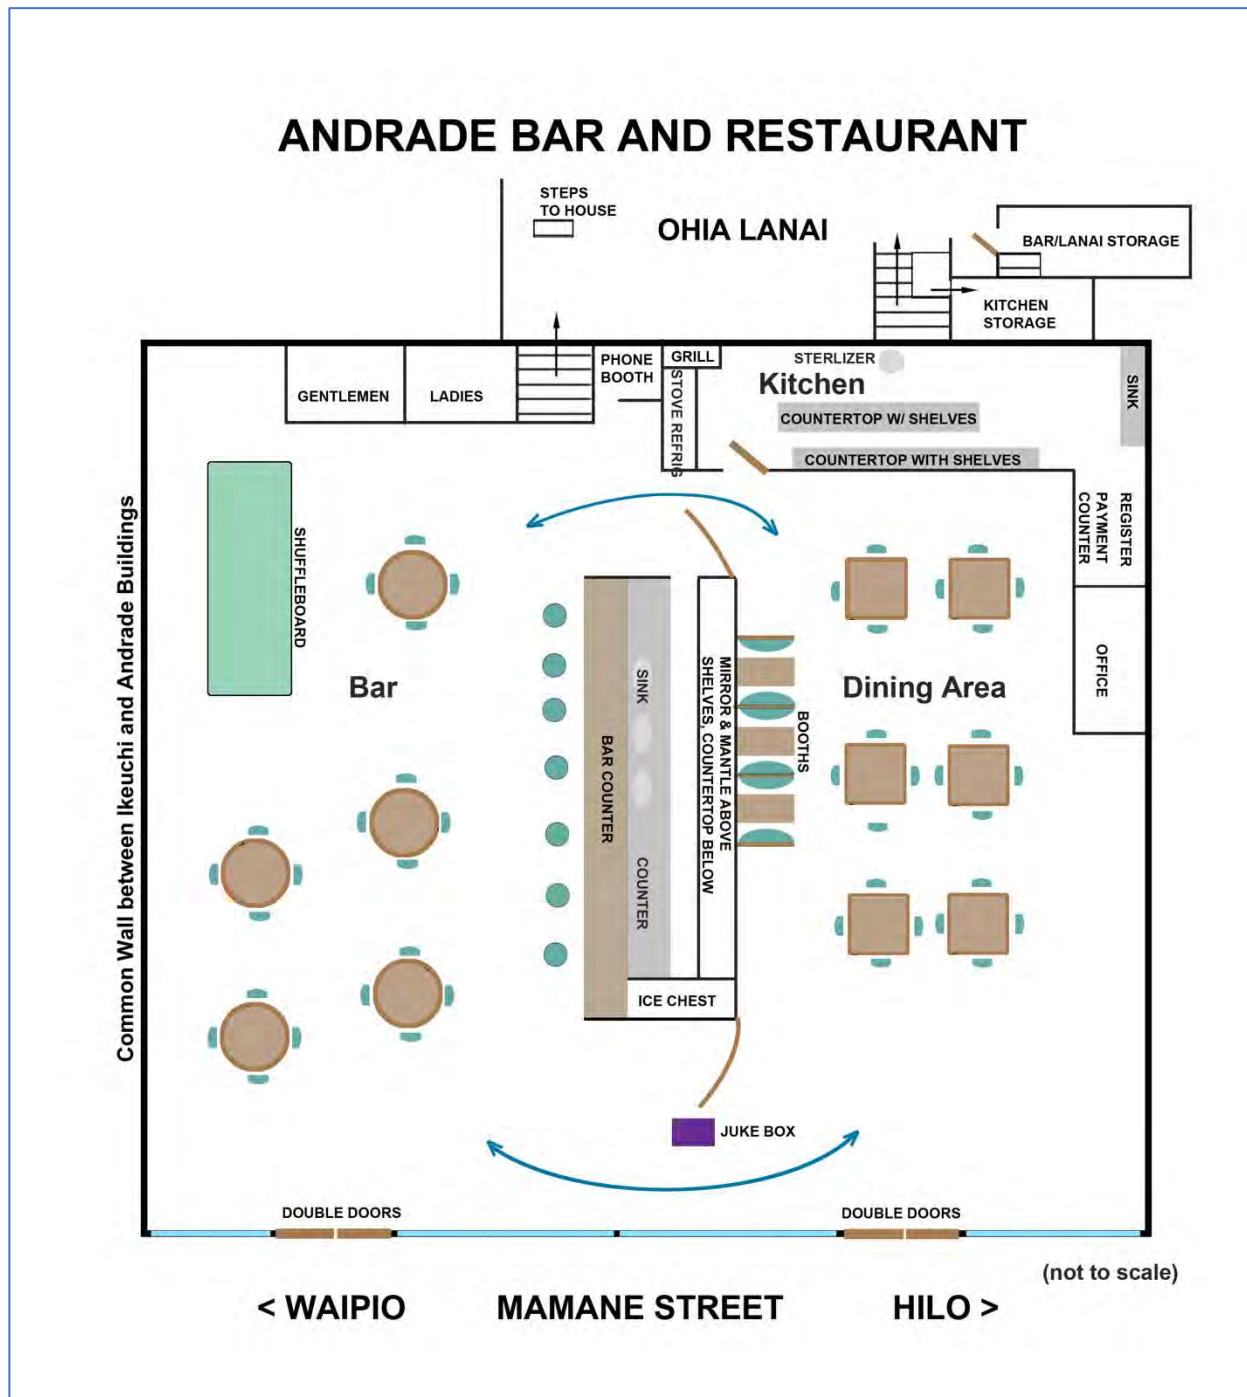 ANDRADE BAR AND RESTAURANT
STEPS
TO HOUSE
OHIA LANAI
BAR/LANAI STORAGE
KITCHEN
STORAGE
GENTLEMEN
LADIES
PHONE
BOOTH
GRILL
STOVE REFRIG
STERLIZER
Kitchen
COUNTERTOP W/ SHELVES
COUNTERTOP WITH SHELVES
SINK
REGISTER
PAYMENT
COUNTER
OFFICE
Common Wall between Ikeuchi and Andrade Buildings
SHUFFLEBOARD
Bar
BAR COUNTER
SINK
COUNTER
MIRROR & MANTLE ABOVE
SHELVES, COUNTERTOP BELOW
BOOTHS
Dining Area
ICE CHEST
JUKE BOX
DOUBLE DOORS
DOUBLE DOORS
(not to scale)
< WAIPIO
MAMANE STREET
HILO >